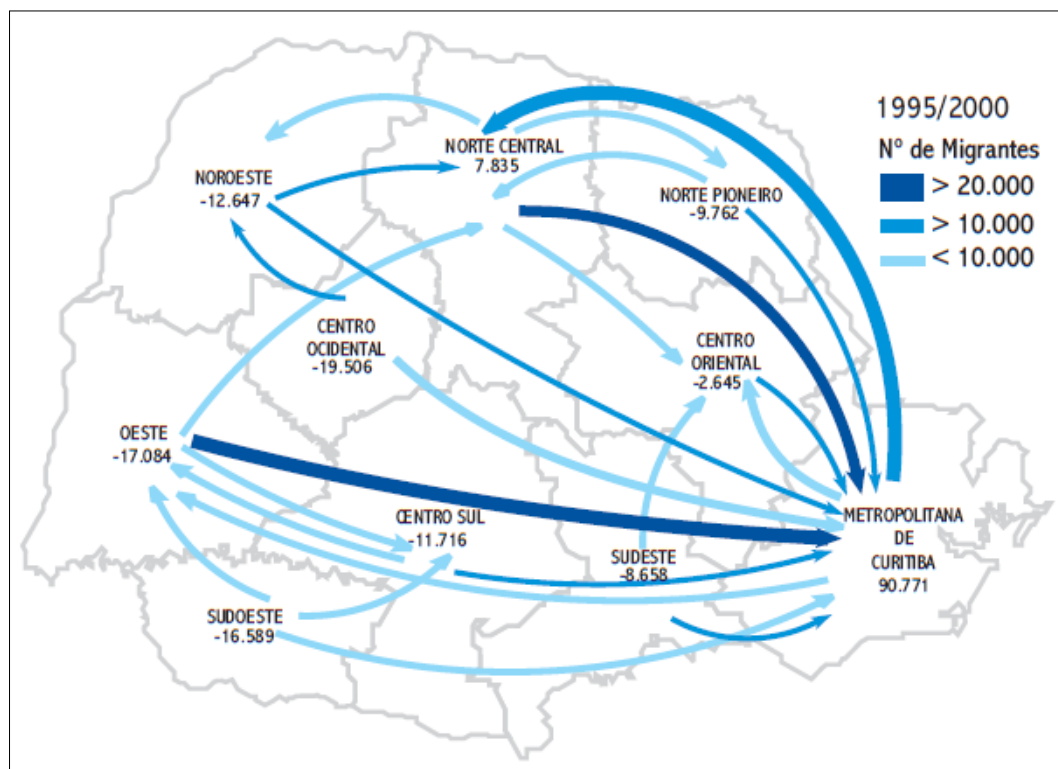 1995/2000
N° de Migrantes
> 20.000
> 10.000
< 10.000
NORTE CENTRAL
7.835
NOROESTE
-12.647
NORTE PIONEIRO
-9.762
CENTRO
OCIDENTAL
-19.506
CENTRO
ORIENTAL
-2.645
OESTE
-17.084
CENTRO SUL
-11.716
SUDESTE
-8.658
METROPOLITANA
DE
CURITIBA
90.771
SUDOESTE
-16.589